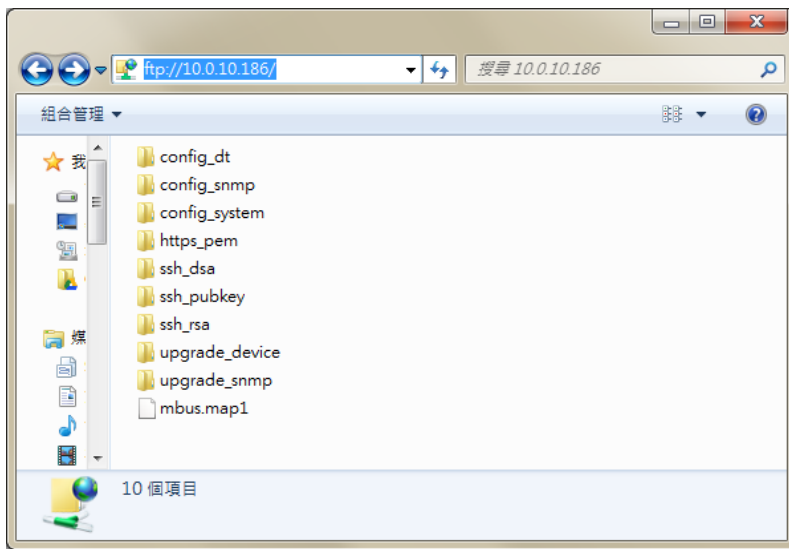 ftp://10.0.10.186/
搜尋 10.0.10.186
組合管理
我
config_dt
config_snmp
config_system
https_pem
ssh_dsa
ssh_pubkey
ssh_rsa
upgrade_device
媒
upgrade_snmp
mbus.map1
10 個項目